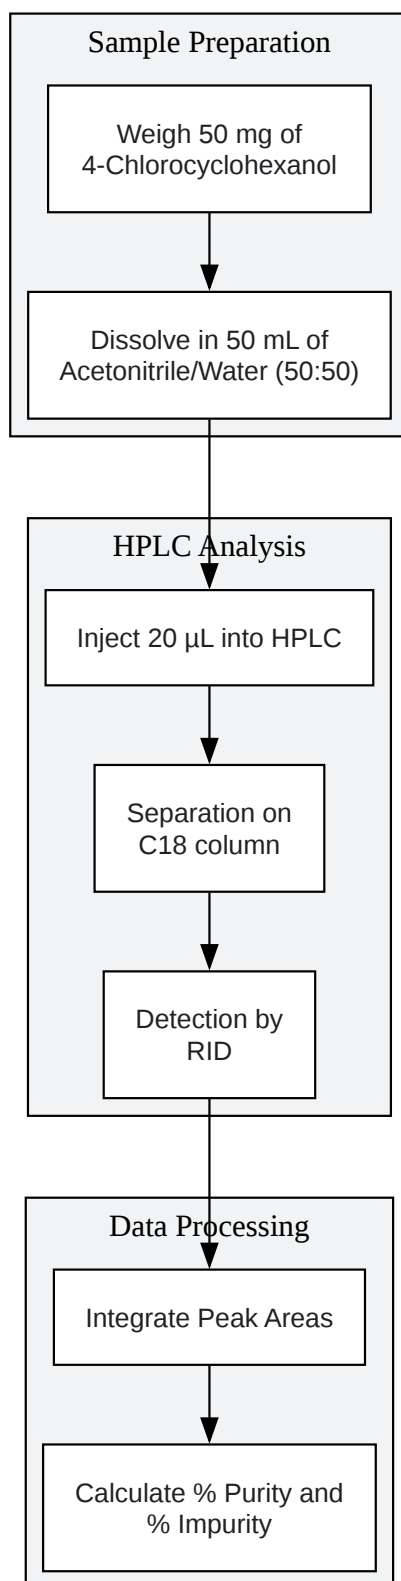 Sample Preparation
Weigh 50 mg of
4-Chlorocyclohexanol
Dissolve in 50 mL of
Acetonitrile/Water (50:50)
HPLC Analysis
Inject 20 µL into HPLC
Separation on
C18 column
Detection by
RID
Data Processing
Integrate Peak Areas
Calculate % Purity and
% Impurity